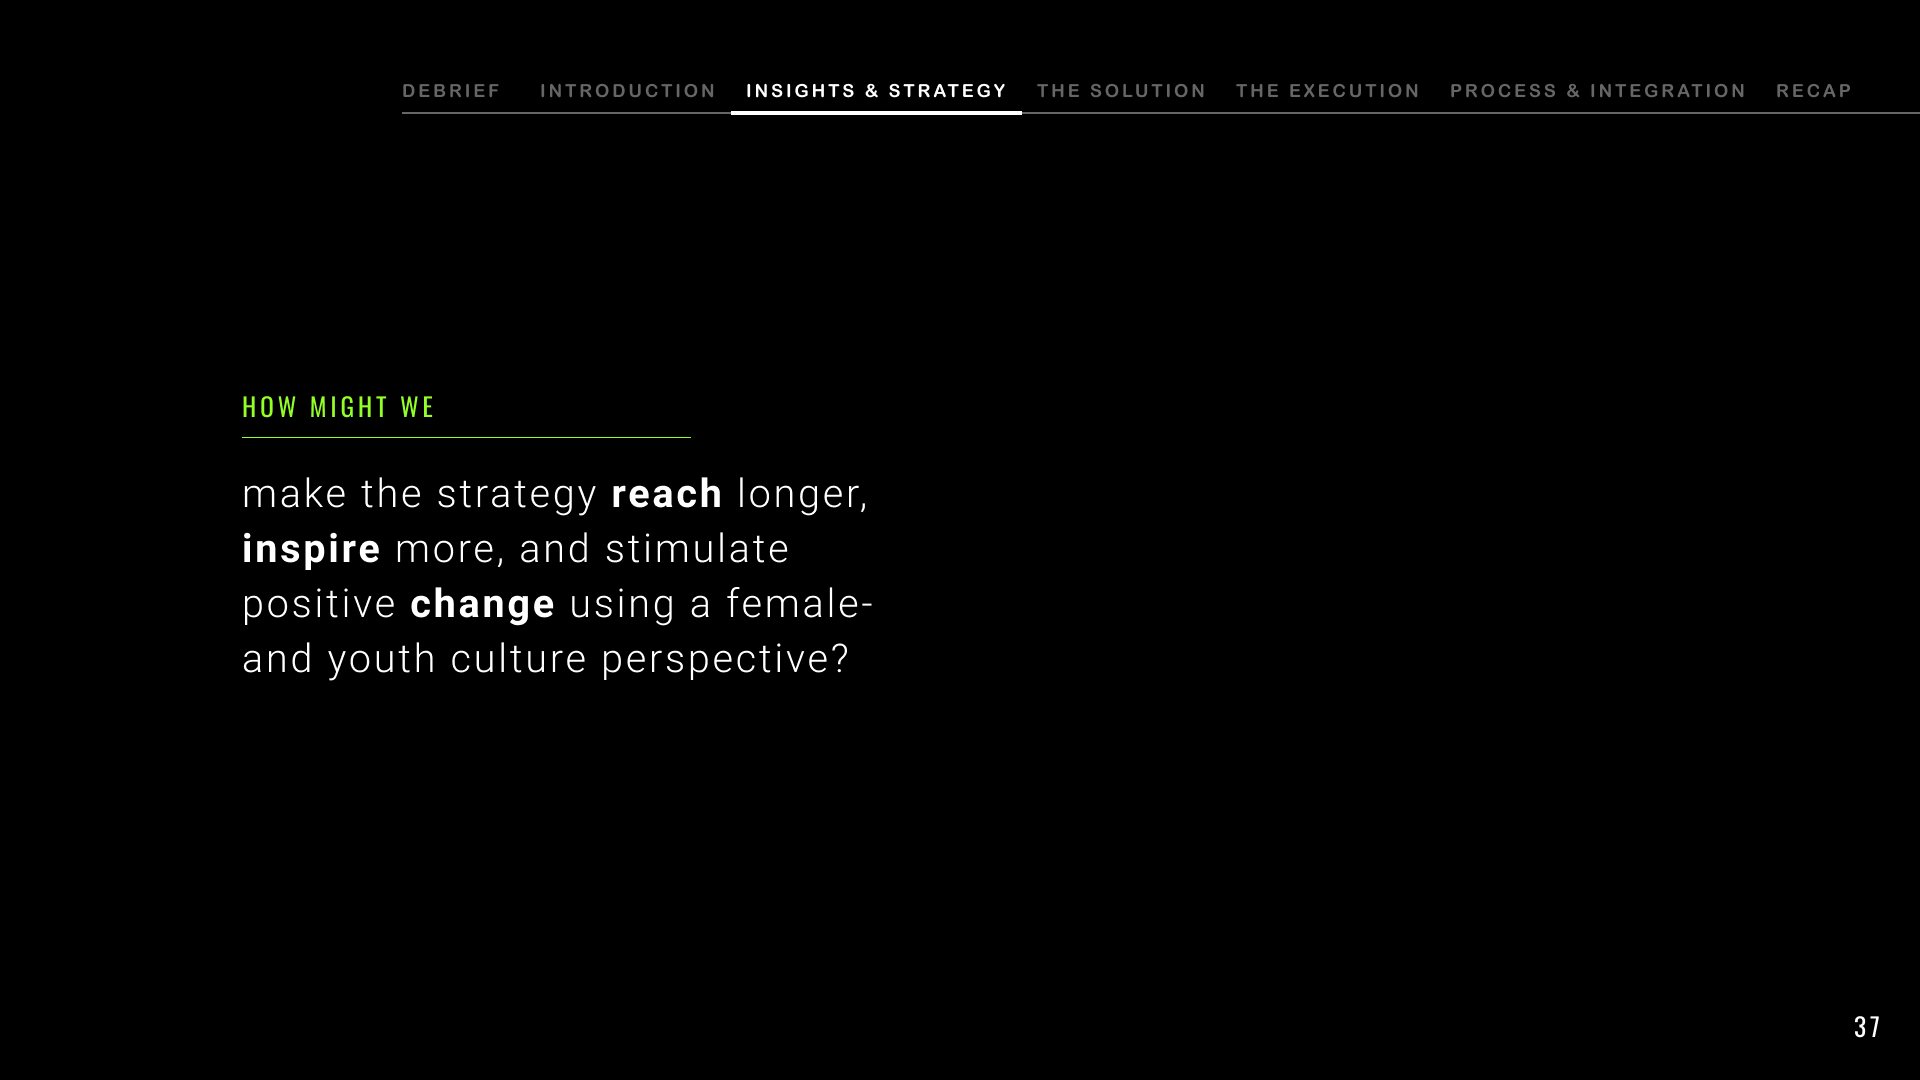 DEBRIEF INTRODUCTION INSIGHTS & STRATEGY THE SOLUTION THE EXECUTION PROCESS & INTEGRATION RECAP
HOW MIGHT WE
make the strategy reach longer,
inspire more, and stimulate
positive change using a female-
and youth culture perspective?
37